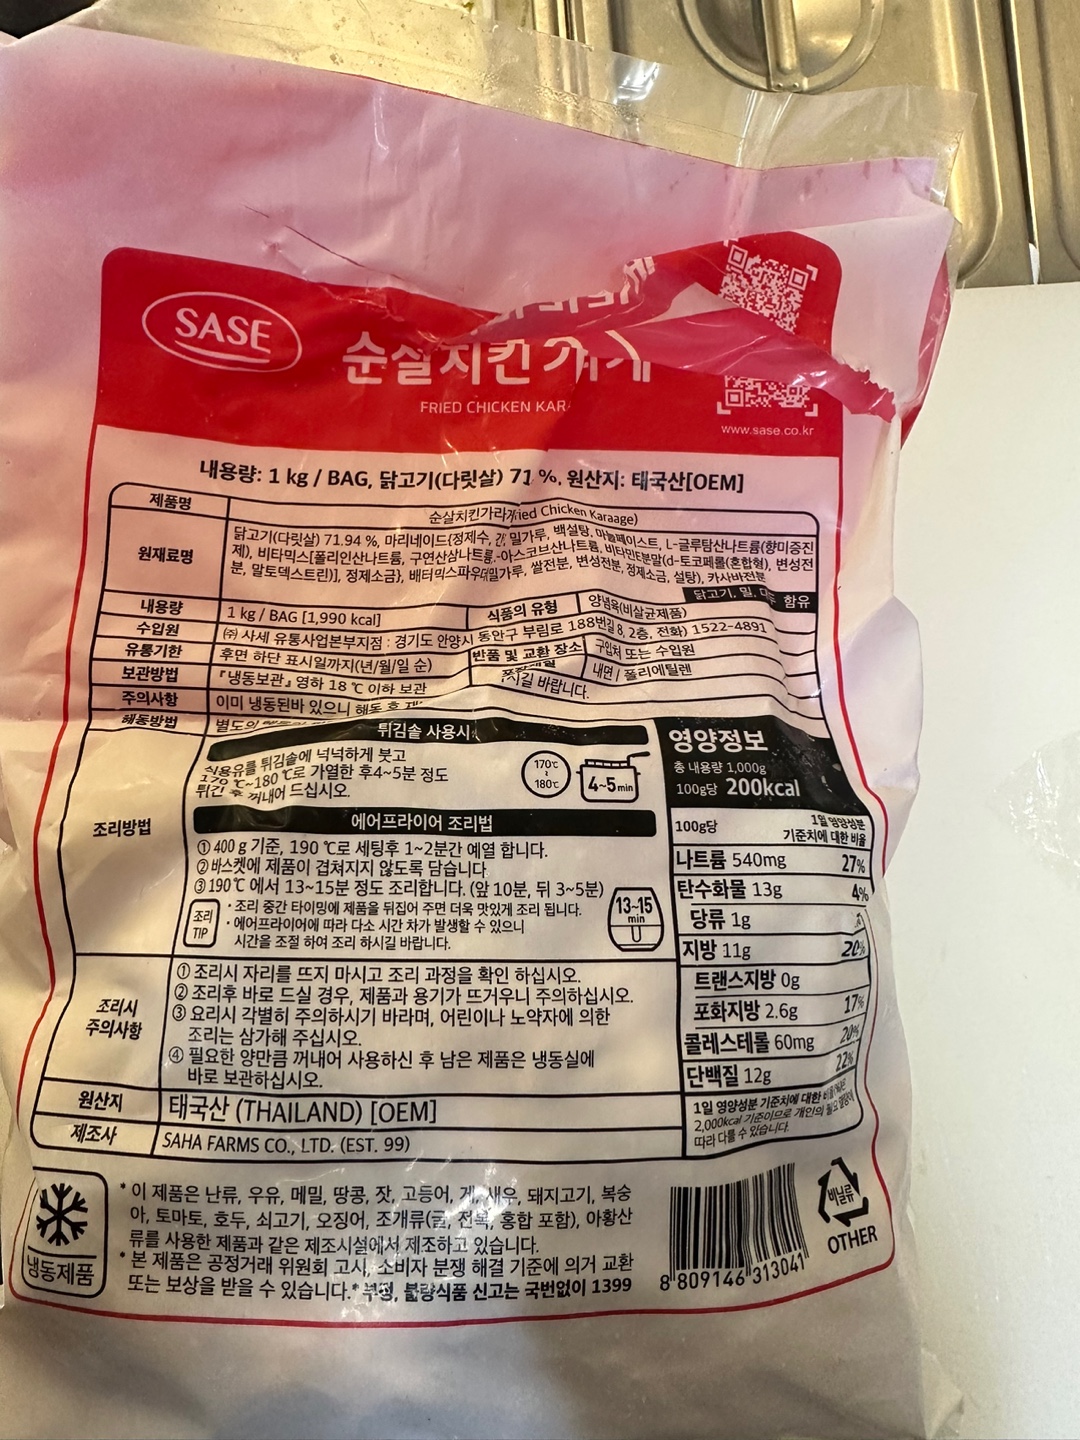 SASE
순살치킨
FRIED CHICKEN KAR
www.sase.co.kr
내용량: 1 kg / BAG, 닭고기(다릿살) 71 %, 원산지: 태국산[OEM]
제품명
순살치킨가라 ied Chicken Karaage)
원재료명
닭고기(다릿살) 71.94 %, 마리네이드(정제수, 간 밀가루, 백설탕, 마늘페이스트, L-글루탐산나트륨(향미증진
제), 비타믹스[폴리인산나트륨, 구연산삼나트륨, -아스코브산나트륨, 비타민E분말(d-토코페롤(혼합형), 변성전
분, 말토덱스트린)], 정제소금}, 배터믹스파우더 밀가루, 쌀전분, 변성전분, 정제소금, 설탕), 카사바전분
닭고기, 밀, 함유
내용량
1 kg / BAG [1,990 kcal]
식품의 유형
양념육(비살균제품)
수입원
㈜ 사세 유통사업본부지점 : 경기도 안양시 동안구 부림로 188번길 8, 2층, 전화) 1522-4891
유통기한
후면 하단 표시일까지(년/월/일 순)
반품 및 교환 장소
구입처 또는 수입원
보관방법
『냉동보관』 영하 18 ℃ 이하 보관
내면 / 폴리에틸렌
주의사항
이미 냉동된바 있으니 해동 후
시길 바랍니다.
해동방법
별도의
조리방법
튀김솥 사용시
식용유를 튀김솥에 넉넉하게 붓고
170 ℃~180 ℃로 가열한 후4~5분 정도
튀긴 후 꺼내어 드십시오.
170℃
~
180℃
4~5 min
에어프라이어 조리법
① 400 g 기준, 190 ℃로 세팅후 1~2분간 예열 합니다.
② 바스켓에 제품이 겹쳐지지 않도록 담습니다.
③ 190℃ 에서 13~15분 정도 조리합니다. (앞 10분, 뒤 3~5분)
조리
TIP
· 조리 중간 타이밍에 제품을 뒤집어 주면 더욱 맛있게 조리 됩니다.
· 에어프라이어에 따라 다소 시간 차가 발생할 수 있으니
시간을 조절 하여 조리 하시길 바랍니다.
13~15
min
조리시
주의사항
① 조리시 자리를 뜨지 마시고 조리 과정을 확인 하십시오.
② 조리후 바로 드실 경우, 제품과 용기가 뜨거우니 주의하십시오.
③ 요리시 각별히 주의하시기 바라며, 어린이나 노약자에 의한
조리는 삼가해 주십시오.
④ 필요한 양만큼 꺼내어 사용하신 후 남은 제품은 냉동실에
바로 보관하십시오.
원산지
태국산 (THAILAND) [OEM]
제조사
SAHA FARMS CO., LTD. (EST. 99)
영양정보
총 내용량 1,000g
100g당 200kcal
100g당
1일 영양성분
기준치에 대한 비율
나트륨 540mg 27%
탄수화물 13g 4%
당류 1g
지방 11g 20%
트랜스지방 0g
포화지방 2.6g 17%
콜레스테롤 60mg 20%
단백질 12g 22%
1일 영양성분 기준치에 대한 비율(%)은
2,000kcal 기준이므로 개인의 필요 열량에
따라 다를 수 있습니다.
냉동제품
* 이 제품은 난류, 우유, 메밀, 땅콩, 잣, 고등어, 게, 새우, 돼지고기, 복숭
아, 토마토, 호두, 쇠고기, 오징어, 조개류(굴, 전복, 홍합 포함), 아황산
류를 사용한 제품과 같은 제조시설에서 제조하고 있습니다.
* 본 제품은 공정거래 위원회 고시, 소비자 분쟁 해결 기준에 의거 교환
또는 보상을 받을 수 있습니다.* 부정, 불량식품 신고는 국번없이 1399
8 809146 313041
비닐류
OTHER